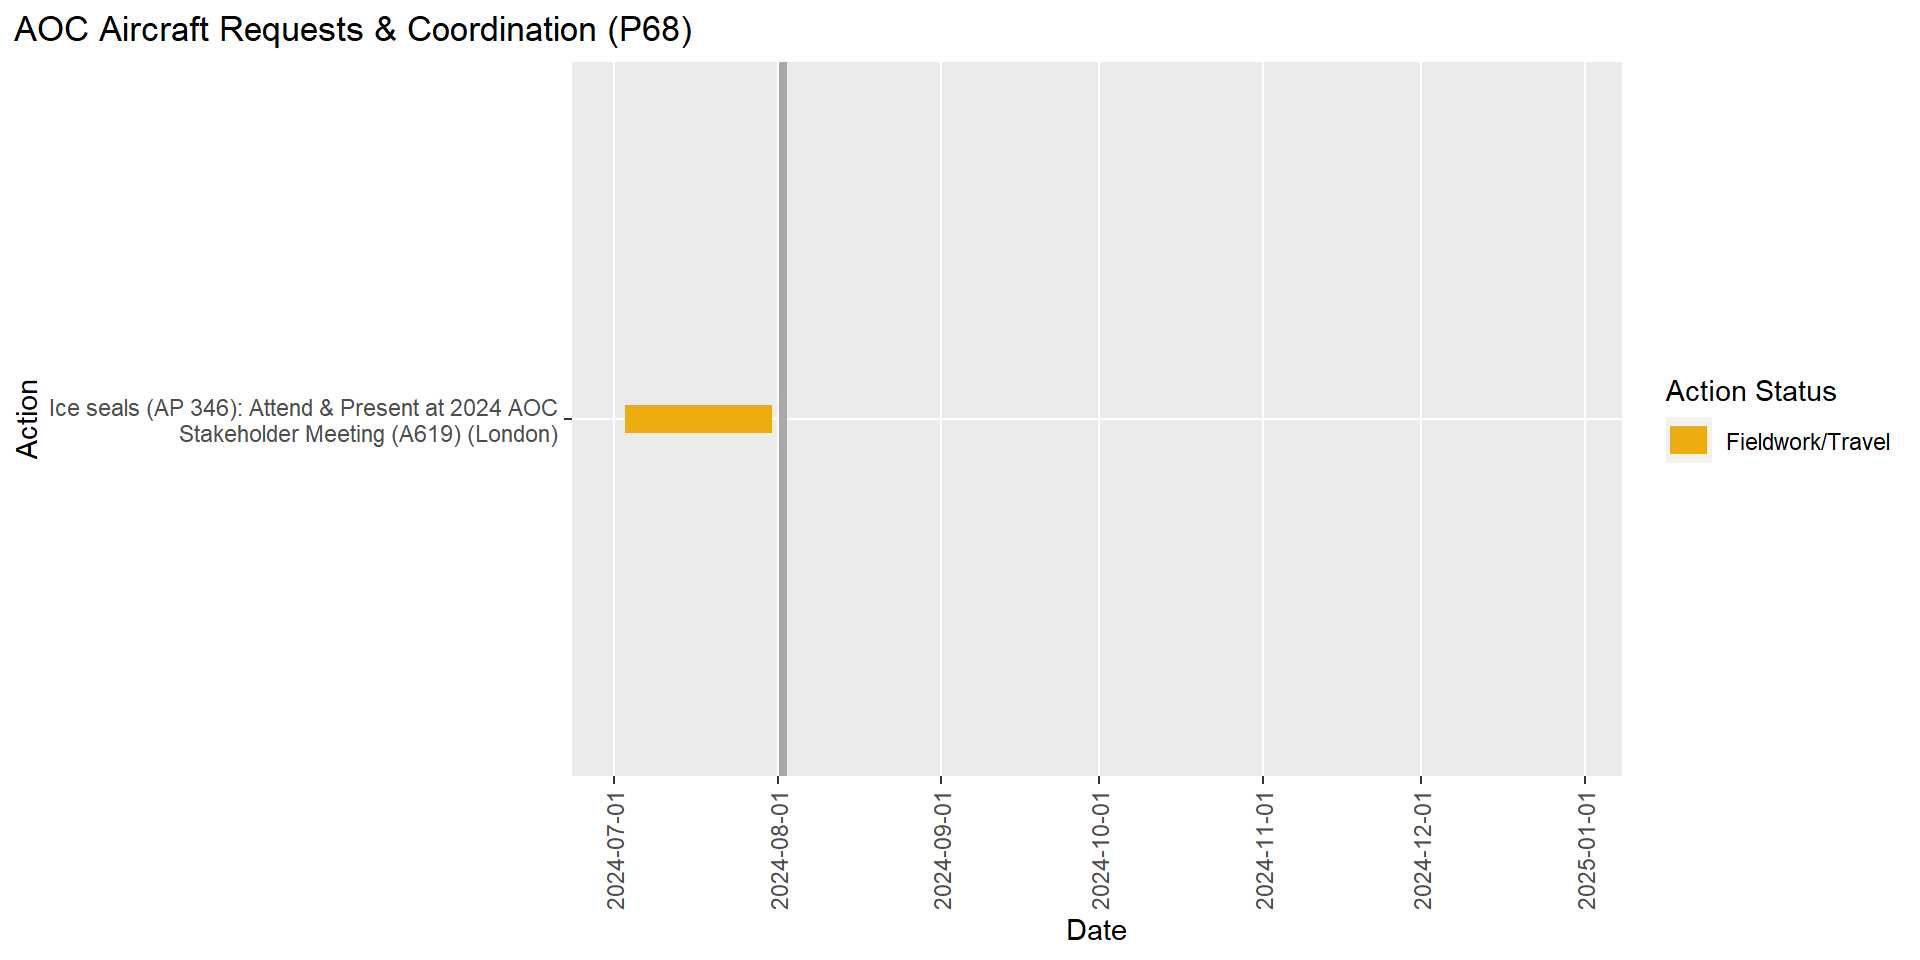 AOC Aircraft Requests & Coordination (P68)
Action
Ice seals (AP 346): Attend & Present at 2024 AOC
Stakeholder Meeting (A619) (London)
2024-07-01
2024-08-01
2024-09-01
2024-10-01
2024-11-01
2024-12-01
2025-01-01
Date
Action Status
Fieldwork/Travel